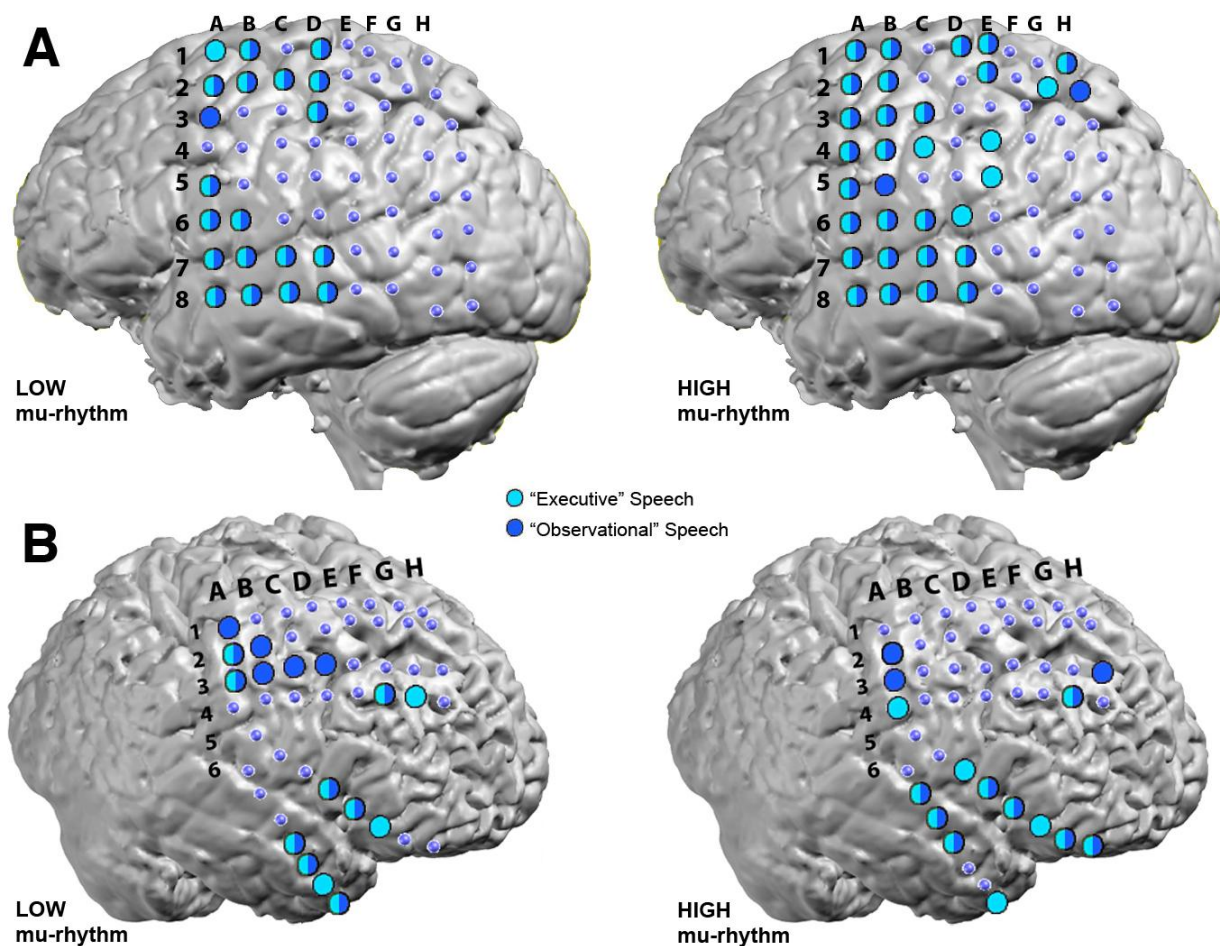 A
A B C D E F G H
1
2
3
4
5
6
7
8
LOW
mu-rhythm
A B C D E F G H
1
2
3
4
5
6
7
8
HIGH
mu-rhythm
“Executive” Speech
“Observational” Speech
B
A B C D E F G H
1
2
3
4
5
6
LOW
mu-rhythm
A B C D E F G H
1
2
3
4
5
6
HIGH
mu-rhythm